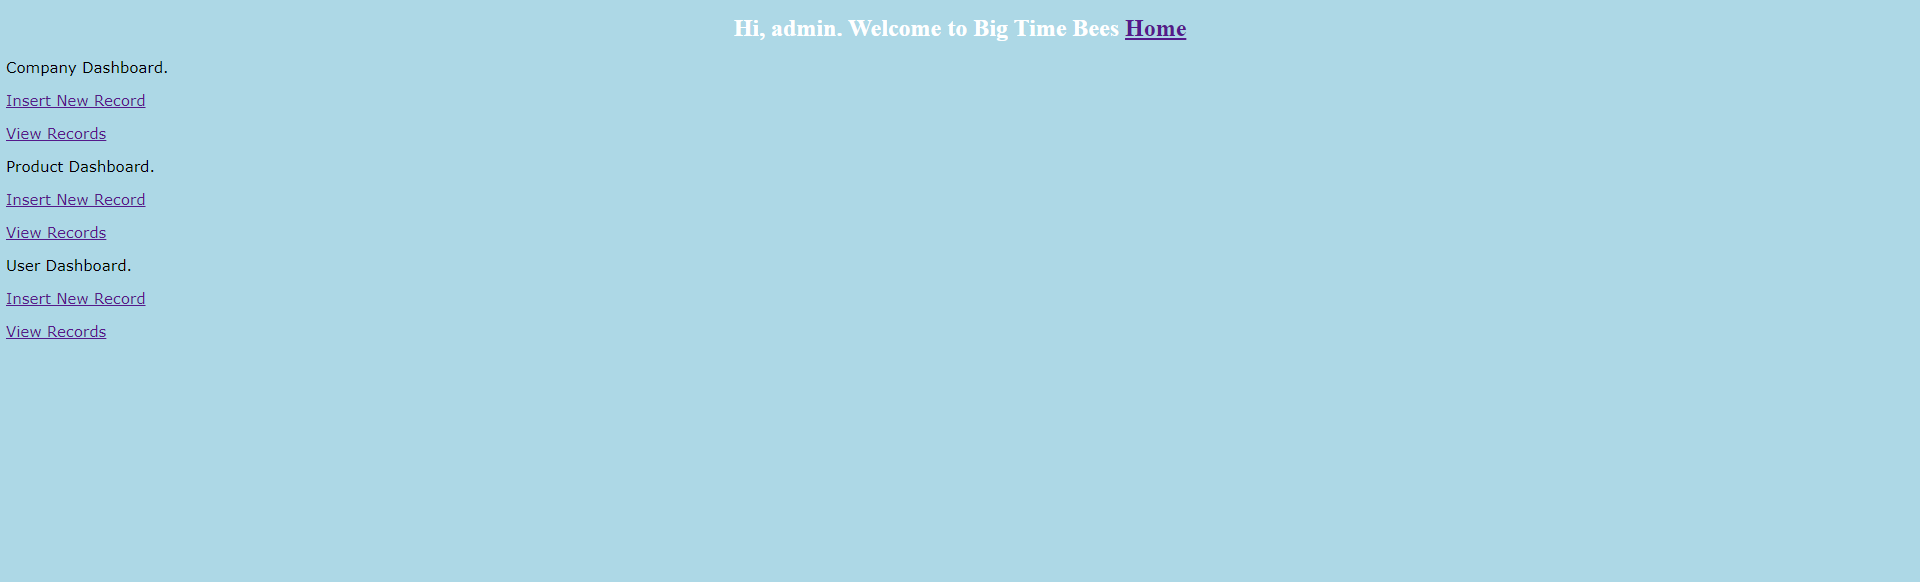 Hi, admin. Welcome to Big Time Bees Home
Company Dashboard.
Insert New Record
View Records
Product Dashboard.
Insert New Record
View Records
User Dashboard.
Insert New Record
View Records